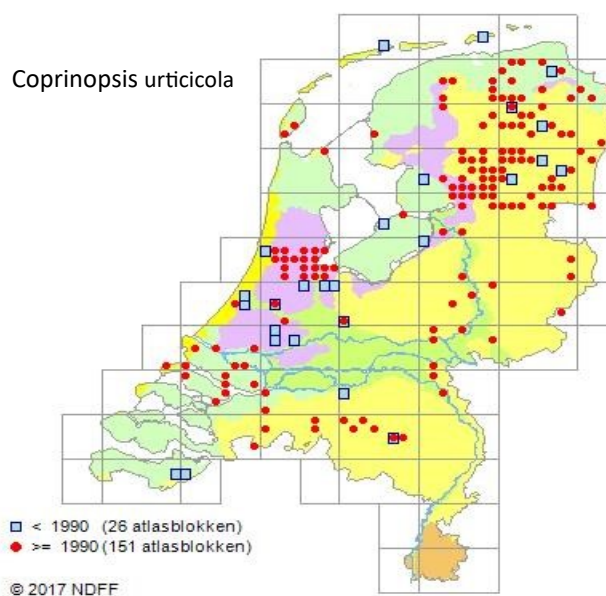 Coprinopsis urticicola
< 1990 (26 atlasblokken)
>= 1990 (151 atlasblokken)
© 2017 NDFF